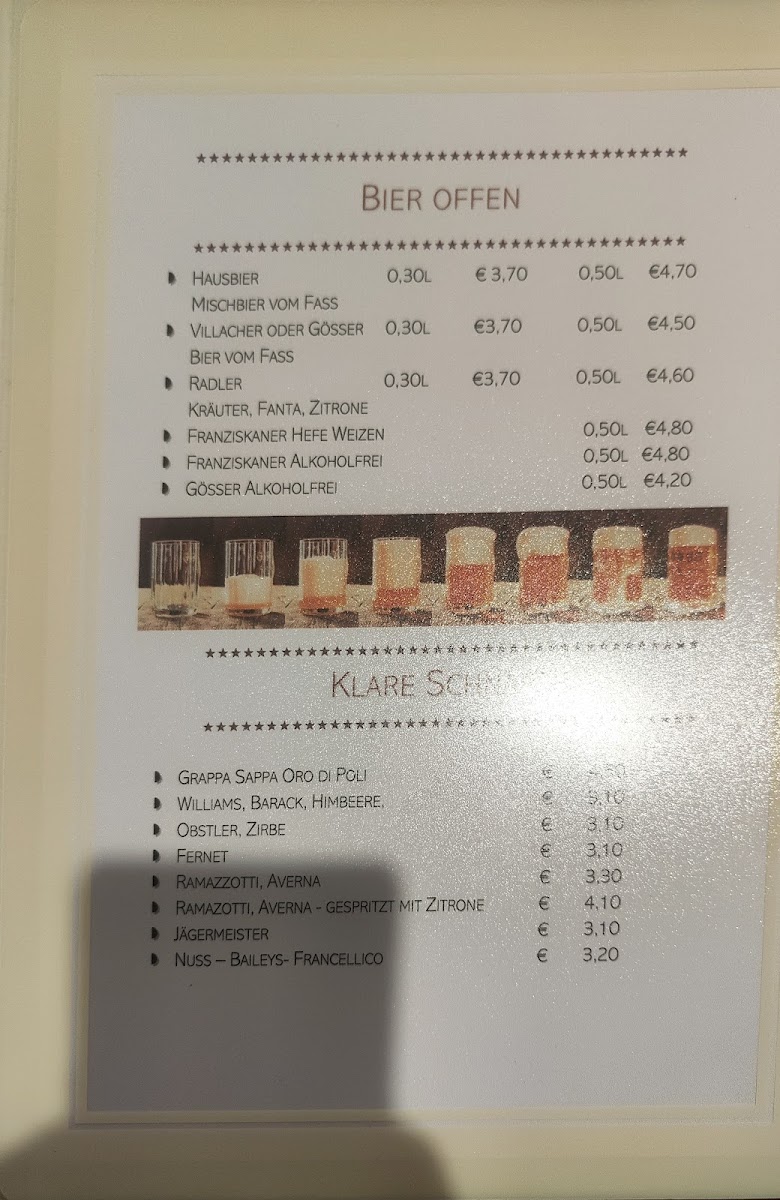 Bier offen
Hausbier 0,30l € 3,70 0,50l €4,70
Mischbier vom Fass
Villacher oder Gösser 0,30l €3,70 0,50l €4,50
Bier vom Fass
Radler 0,30l €3,70 0,50l €4,60
Kräuter, Fanta, Zitrone
Franziskaner Hefe Weizen 0,50l €4,80
Franziskaner Alkoholfrei 0,50l €4,80
Gösser Alkoholfrei 0,50l €4,20
Klare
Grappa Sappa Oro di Poli €
Williams, Barack, Himbeere, €
Obstler, Zirbe € 3,10
Fernet € 3,10
Ramazzotti, Averna € 3,30
Ramazotti, Averna - gespritzt mit Zitrone € 4,10
Jägermeister € 3,10
Nuss – Baileys- Francellico € 3,20